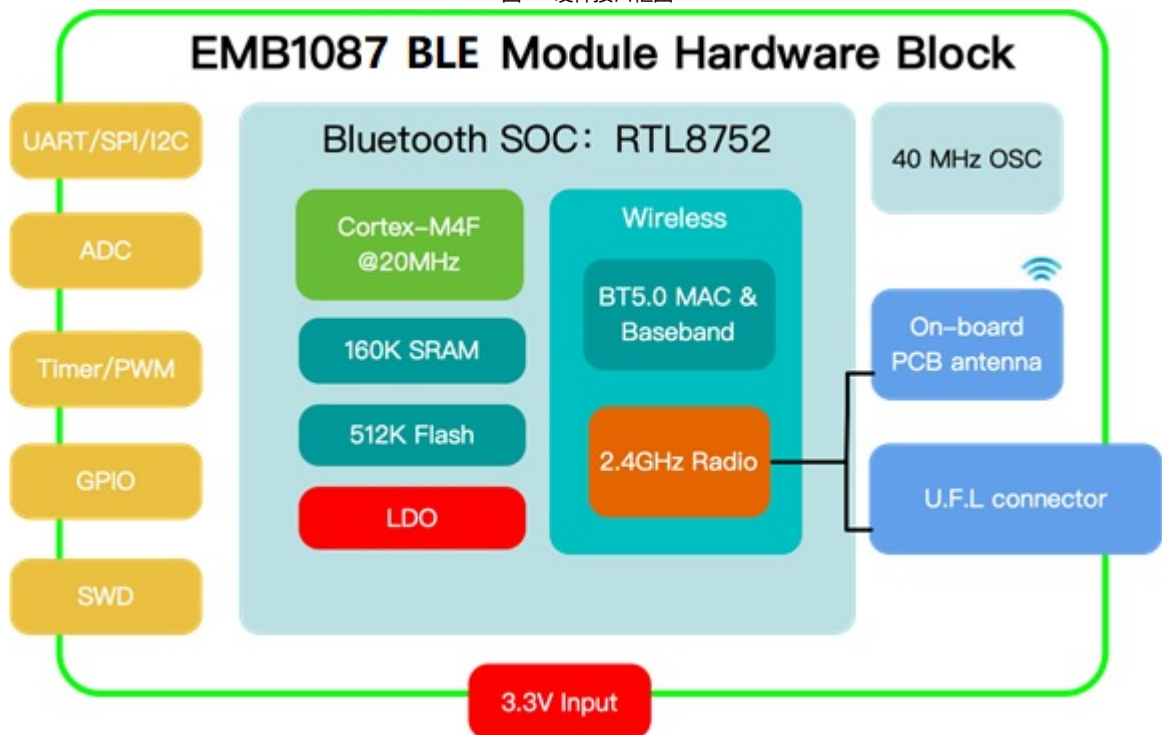 EMB1087 BLE Module Hardware Block
UART/SPI/I2C
ADC
Timer/PWM
GPIO
SWD
Bluetooth SOC: RTL8752
Cortex-M4F
@20MHz
160K SRAM
512K Flash
LDO
Wireless
BT5.0 MAC &
Baseband
2.4GHz Radio
40 MHz OSC
On-board
PCB antenna
U.F.L connector
3.3V Input